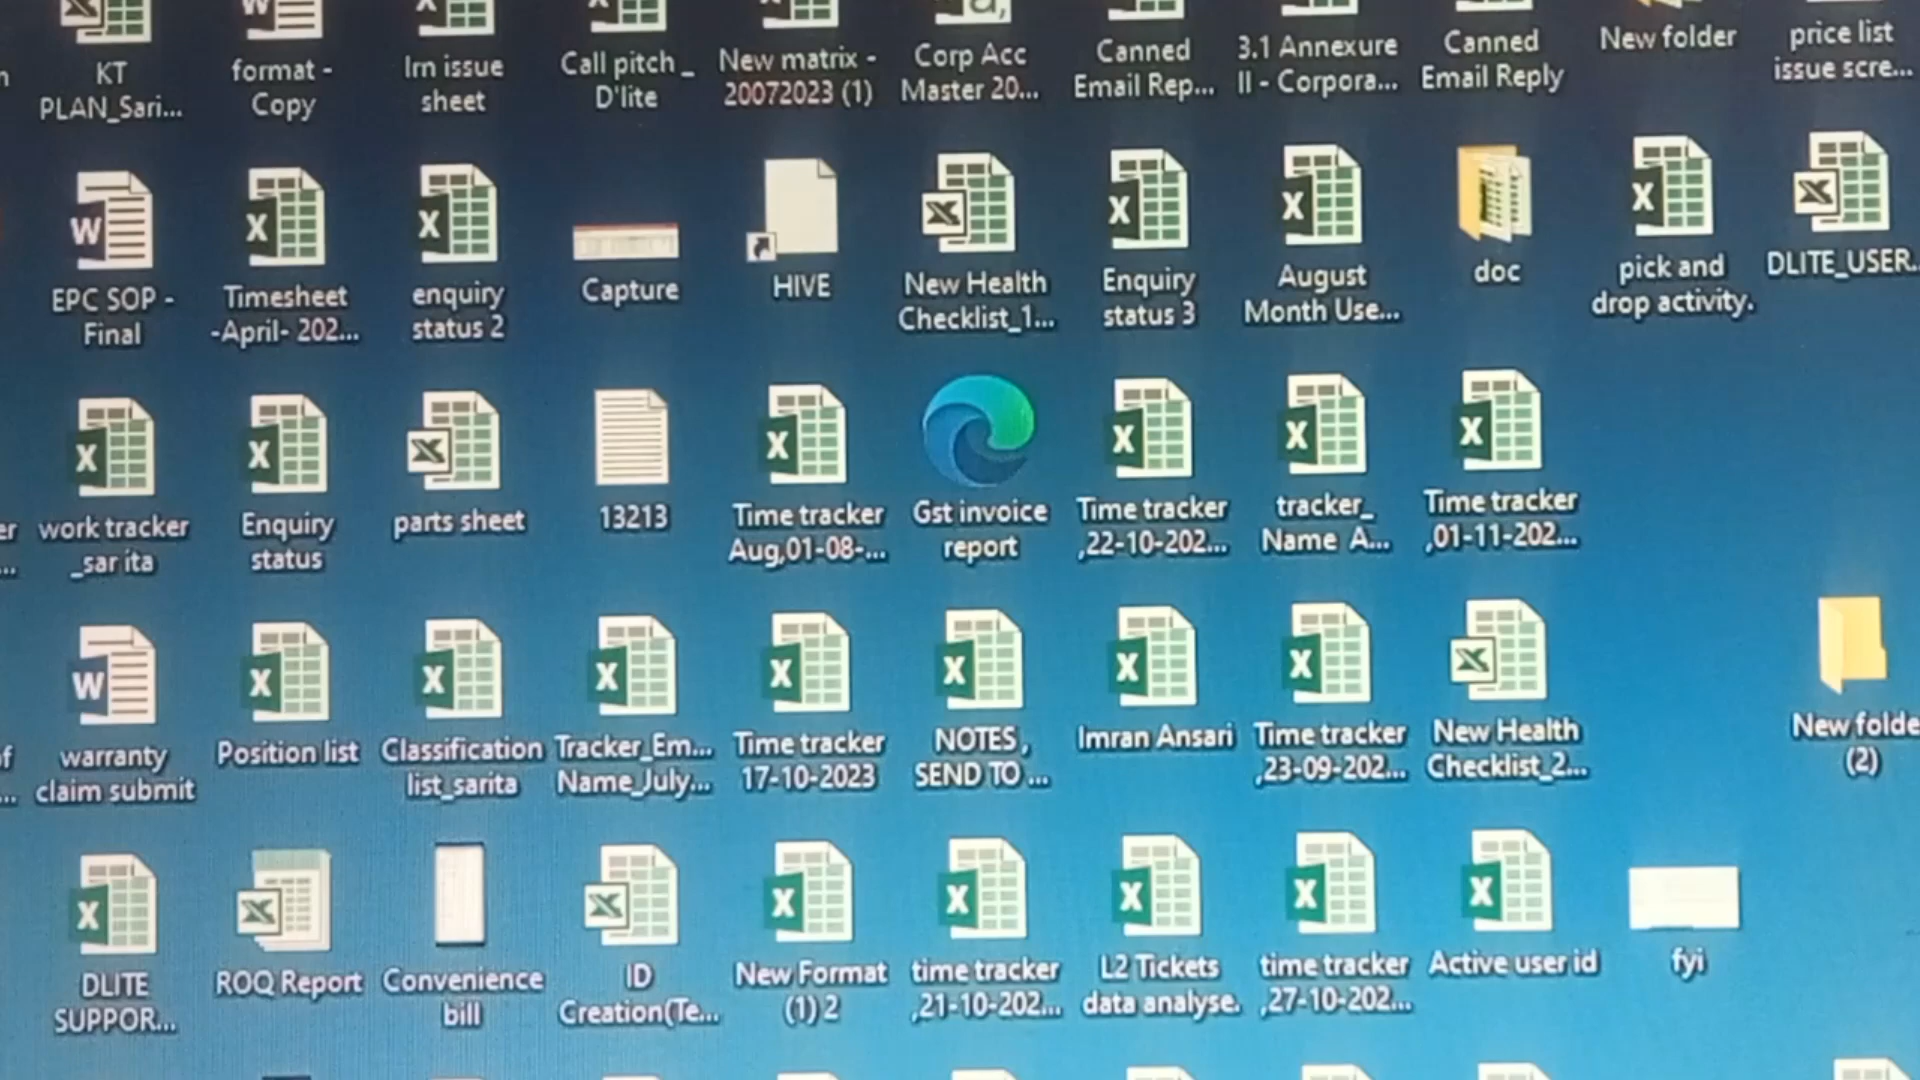 KT
PLAN_Sari...
format -
Copy
Irn issue
sheet
Call pitch _
D'lite
New matrix -
20072023 (1)
Corp Acc
Master 20...
Canned
Email Rep...
3.1 Annexure
II - Corpora...
Canned
Email Reply
New folder
price list
issue scre...
EPC SOP -
Final
Timesheet
-April- 202...
enquiry
status 2
Capture
HIVE
New Health
Checklist_1...
Enquiry
status 3
August
Month Use...
doc
pick and
drop activity.
DLITE_USER...
work tracker
_sar ita
Enquiry
status
parts sheet
13213
Time tracker
Aug,01-08-...
Gst invoice
report
Time tracker
,22-10-202...
tracker_
Name A...
Time tracker
,01-11-202...
warranty
claim submit
Position list
Classification
list_sarita
Tracker_Em...
Name_July...
Time tracker
17-10-2023
NOTES ,
SEND TO ...
Imran Ansari
Time tracker
,23-09-202...
New Health
Checklist_2...
New folde
(2)
DLITE
SUPPOR...
ROQ Report
Convenience
bill
ID
Creation(Te...
New Format
(1) 2
time tracker
,21-10-202...
L2 Tickets
data analyse.
time tracker
,27-10-202...
Active user id
fyi